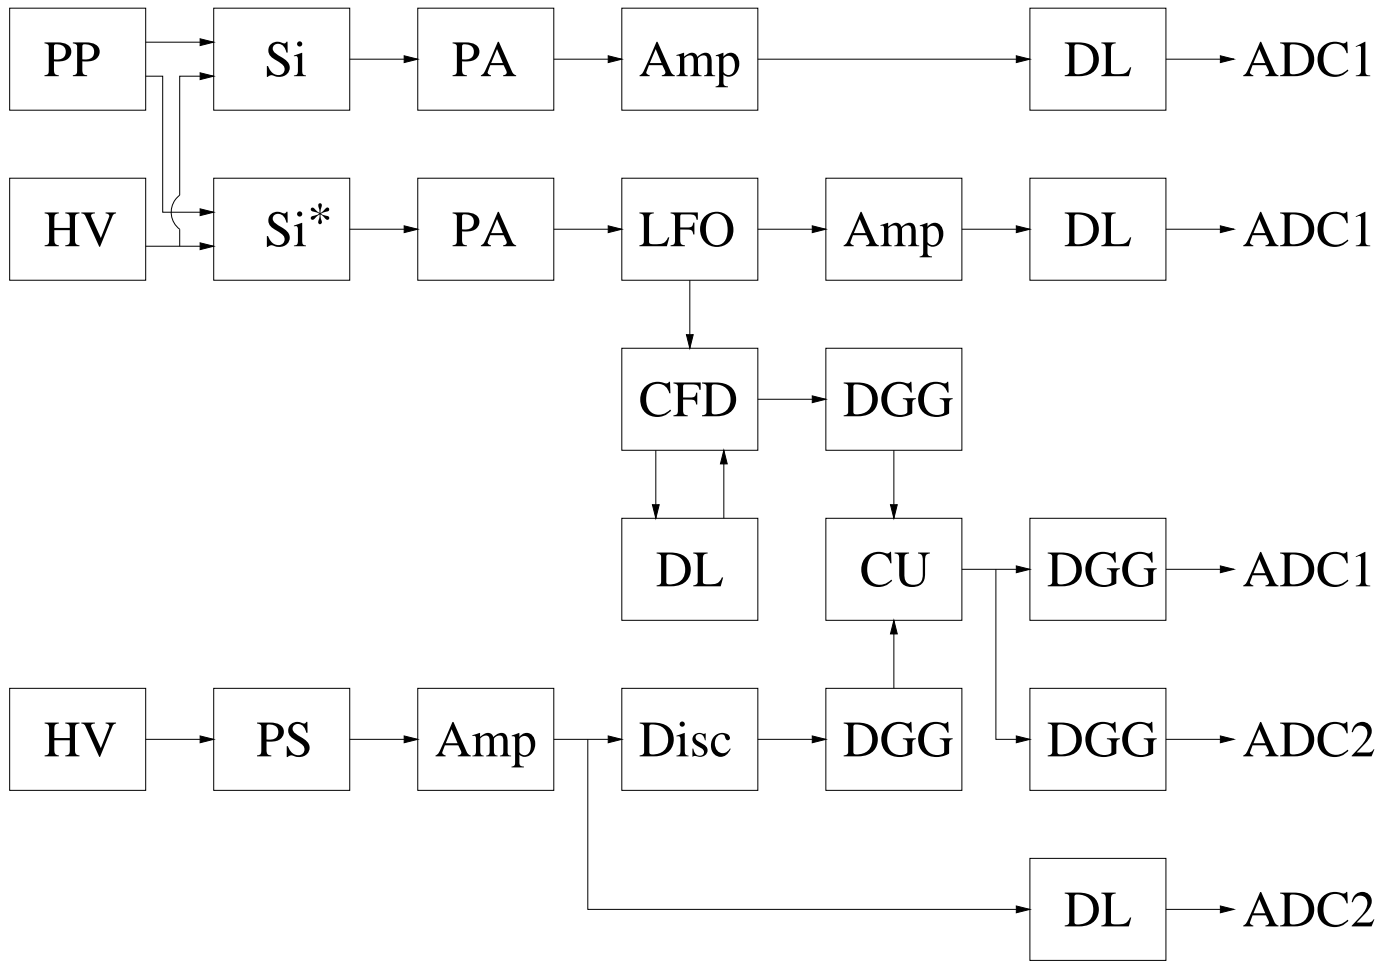 PP Si PA Amp DL ADC1
HV Si* PA LFO Amp DL ADC1
CFD DGG
DL CU DGG ADC1
HV PS Amp Disc DGG DGG ADC2
DL ADC2